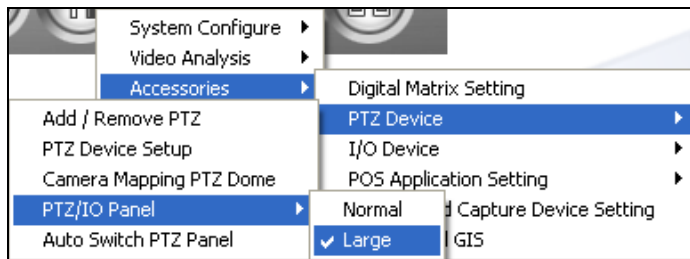 System Configure
Video Analysis
Accessories
Digital Matrix Setting
Add / Remove PTZ
PTZ Device
PTZ Device Setup
I/O Device
Camera Mapping PTZ Dome
POS Application Setting
PTZ/IO Panel
Normal
d Capture Device Setting
Auto Switch PTZ Panel
Large
GIS